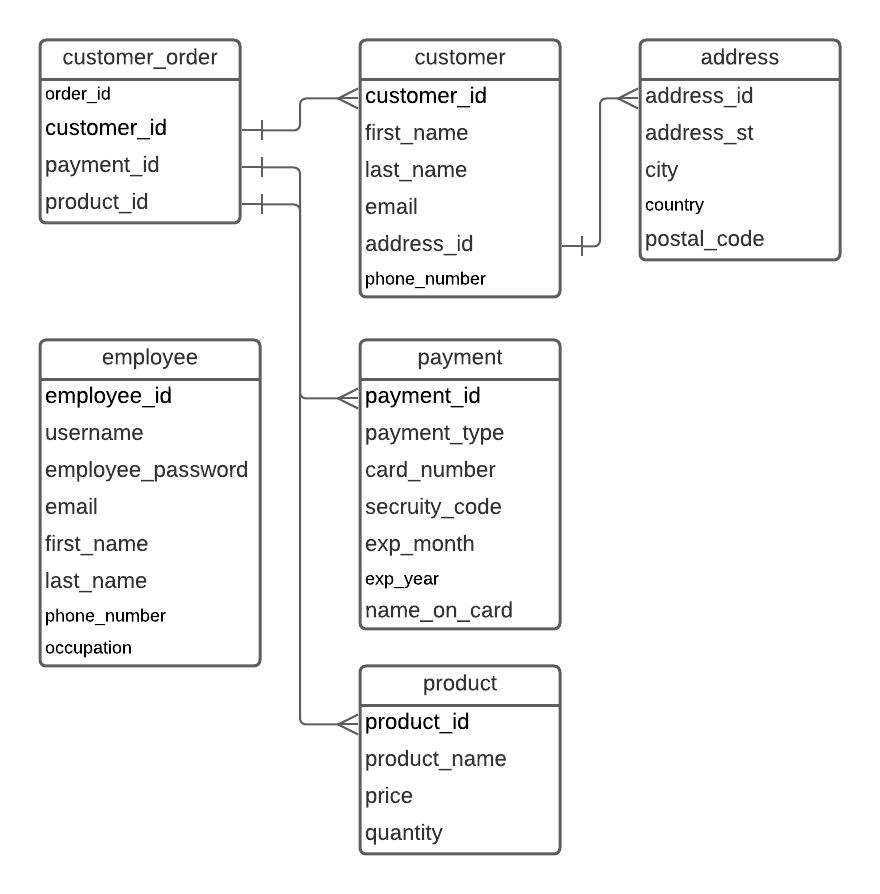 customer_order
order_id
customer_id
payment_id
product_id
customer
customer_id
first_name
last_name
email
address_id
phone_number
address
address_id
address_st
city
country
postal_code
employee
employee_id
username
employee_password
email
first_name
last_name
phone_number
occupation
payment
payment_id
payment_type
card_number
secruity_code
exp_month
exp_year
name_on_card
product
product_id
product_name
price
quantity